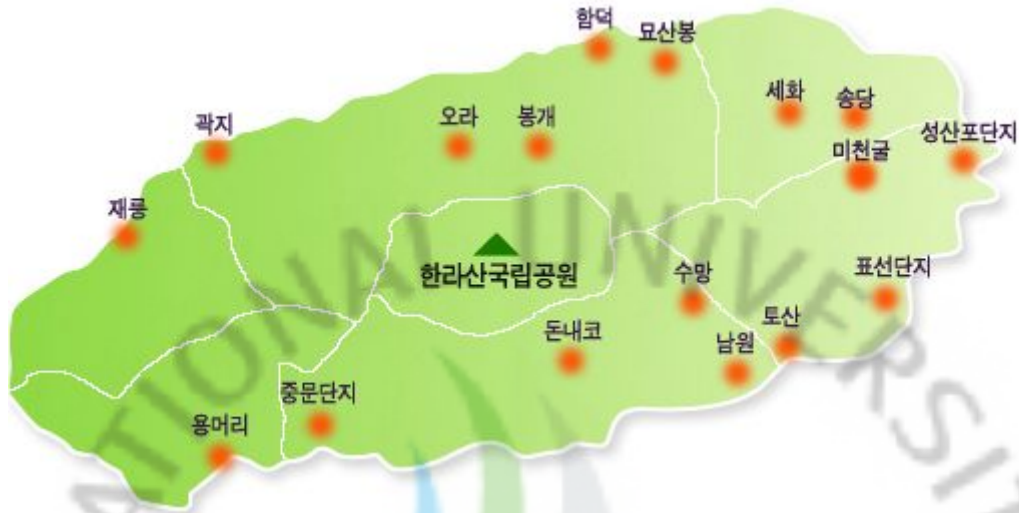 함덕
묘산봉
세화
송당
곽지
오라
봉개
성산포단지
미천굴
재릉
한라산국립공원
수망
표선단지
돈내코
토산
남원
중문단지
용머리
NATIONAL UNIVERSI